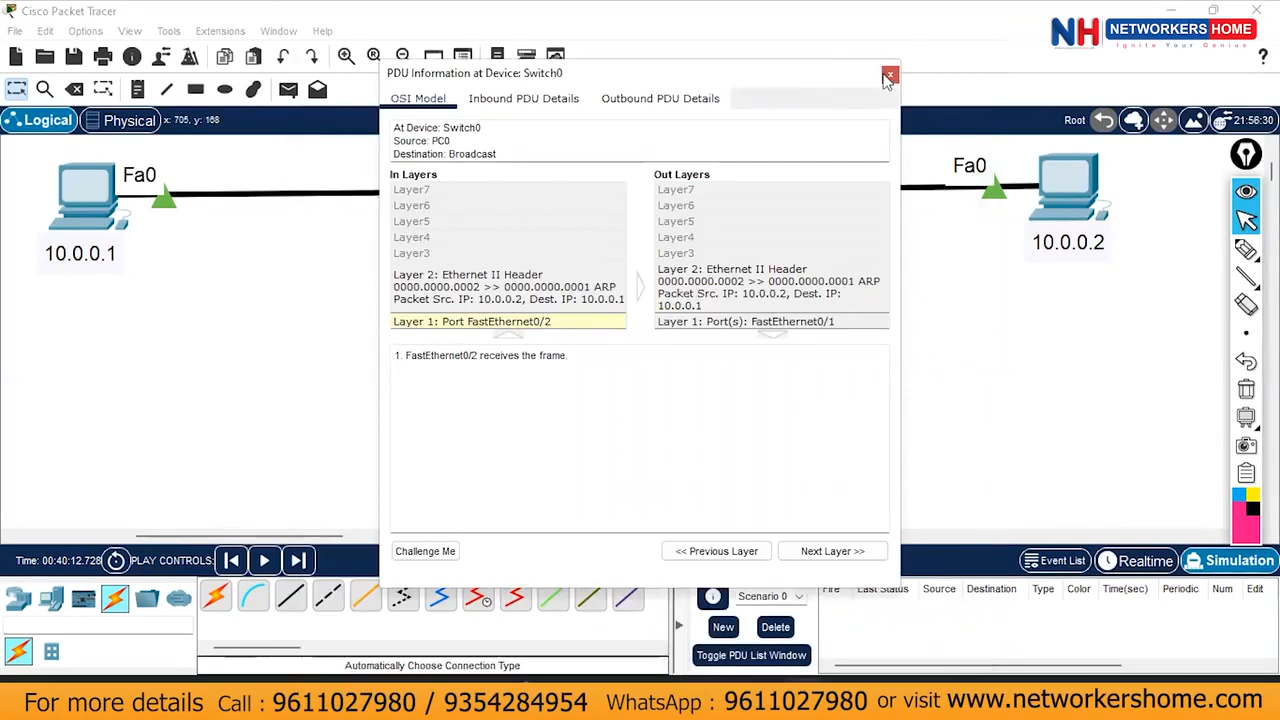 Cisco Packet Tracer
File Edit Options View Tools Extensions Window Help
NH NETWORKERS HOME
Ignite Your Genius
PDU Information at Device: Switch0
x
OSI Model Inbound PDU Details Outbound PDU Details
Logical Physical x: 705, y: 168 Root 21:56:30
At Device: Switch0
Source: PC0
Destination: Broadcast
In Layers Out Layers
Layer7
Layer6
Layer5
Layer4
Layer3
Layer 2: Ethernet II Header
0000.0000.0002 >> 0000.0000.0001 ARP
Packet Src. IP: 10.0.0.2, Dest. IP: 10.0.0.1
Layer 1: Port FastEthernet0/2
Layer7
Layer6
Layer5
Layer4
Layer3
Layer 2: Ethernet II Header
0000.0000.0002 >> 0000.0000.0001 ARP
Packet Src. IP: 10.0.0.2, Dest. IP:
10.0.0.1
Layer 1: Port(s): FastEthernet0/1
Fa0
10.0.0.1
Fa0
10.0.0.2
1. FastEthernet0/2 receives the frame.
Challenge Me << Previous Layer Next Layer >>
Time: 00:40:12.728 PLAY CONTROLS: Event List Realtime Simulation
Scenario 0
Fire Last Status Source Destination Type Color Time(sec) Periodic Num Edit
New Delete
Toggle PDU List Window
Automatically Choose Connection Type
For more details Call : 9611027980 / 9354284954 WhatsApp : 9611027980 or visit www.networkershome.com